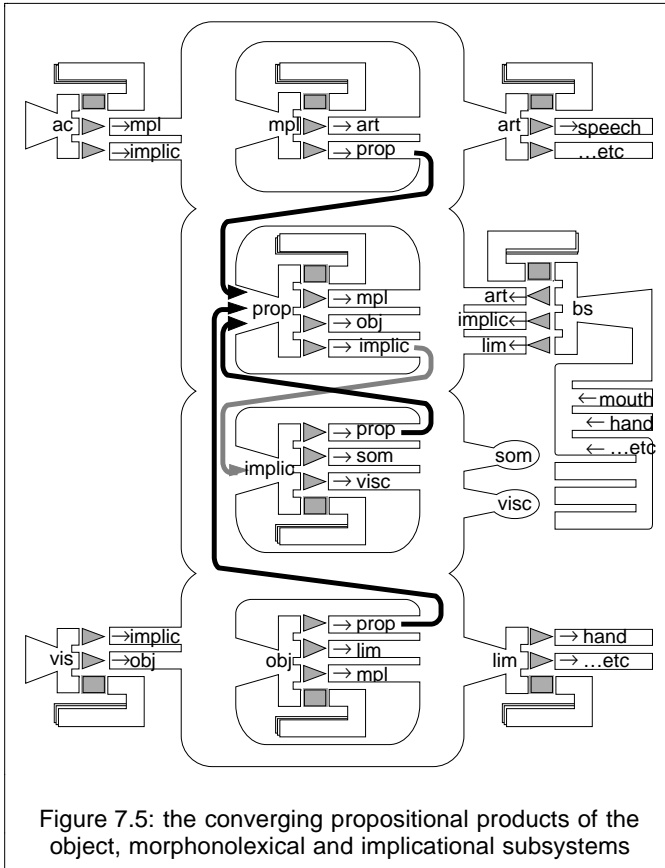 ac
→mpl
→implic
mpl
→ art
→ prop
art
→speech
…etc
prop
→ mpl
→ obj
→ implic
art←
implic←
lim←
bs
← mouth
← hand
← …etc
implic
→ prop
→ som
→ visc
som
visc
vis
→implic
→obj
obj
→ prop
→ lim
→ mpl
lim
→ hand
→ …etc
Figure 7.5: the converging propositional products of the
object, morphonolexical and implicational subsystems